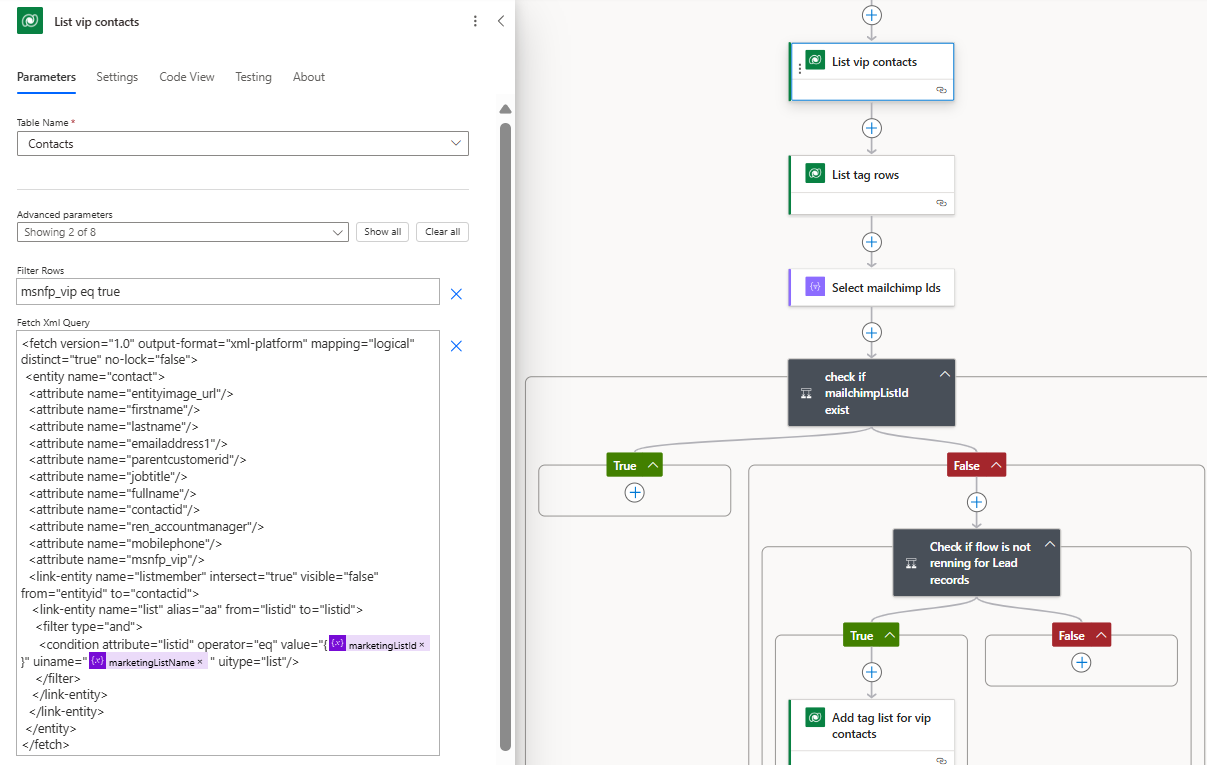 List vip contacts
Parameters
Settings
Code View
Testing
About
Table Name *
Contacts
Advanced parameters
Showing 2 of 8
Show all
Clear all
Filter Rows
msnfp_vip eq true
Fetch Xml Query
<fetch version="1.0" output-format="xml-platform" mapping="logical"
distinct="true" no-lock="false">
<entity name="contact">
<attribute name="entityimage_url"/>
<attribute name="firstname"/>
<attribute name="lastname"/>
<attribute name="emailaddress1"/>
<attribute name="parentcustomerid"/>
<attribute name="jobtitle"/>
<attribute name="fullname"/>
<attribute name="contactid"/>
<attribute name="ren_accountmanager"/>
<attribute name="mobilephone"/>
<attribute name="msnfp_vip"/>
<link-entity name="listmember" intersect="true" visible="false"
from="entityid" to="contactid">
<link-entity name="list" alias="aa" from="listid" to="listid">
<filter type="and">
<condition attribute="listid" operator="eq" value="{ {x} marketingListId ×
}" uiname=" {x} marketingListName × " uitype="list"/>
</filter>
</link-entity>
</link-entity>
</entity>
</fetch>
List vip contacts
List tag rows
Select mailchimp Ids
check if
mailchimpListId
exist
True
False
Check if flow is not
renning for Lead
records
True
False
Add tag list for vip
contacts